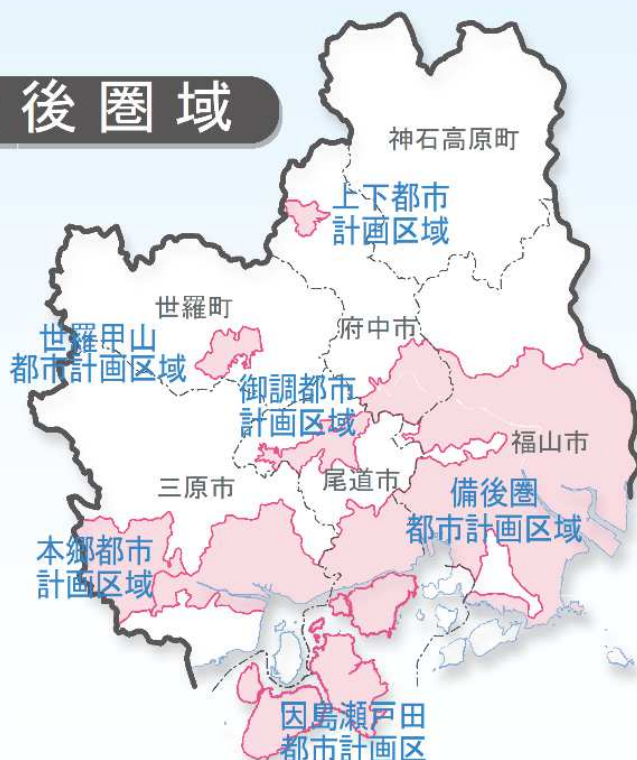 後圏域
神石高原町
上下都市
計画区域
世羅町
府中市
世羅甲山
都市計画区域
御調都市
計画区域
福山市
三原市
尾道市
備後圏
都市計画区域
本郷都市
計画区域
因島瀬戸田
都市計画区